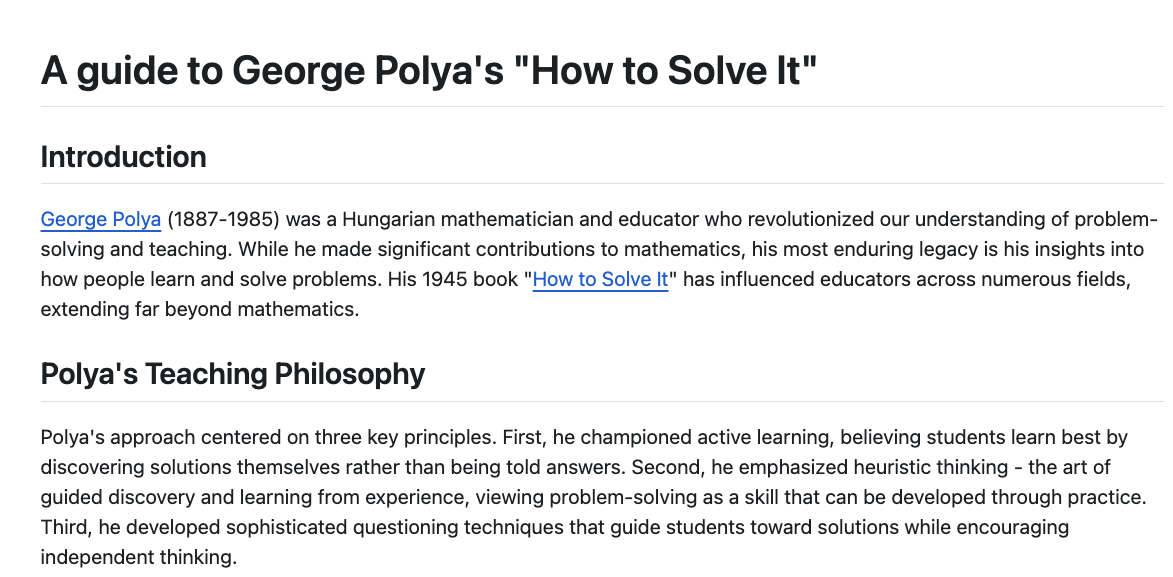 A guide to George Polya's "How to Solve It"
Introduction
George Polya (1887-1985) was a Hungarian mathematician and educator who revolutionized our understanding of problem-
solving and teaching. While he made significant contributions to mathematics, his most enduring legacy is his insights into
how people learn and solve problems. His 1945 book "How to Solve It" has influenced educators across numerous fields,
extending far beyond mathematics.
Polya's Teaching Philosophy
Polya's approach centered on three key principles. First, he championed active learning, believing students learn best by
discovering solutions themselves rather than being told answers. Second, he emphasized heuristic thinking - the art of
guided discovery and learning from experience, viewing problem-solving as a skill that can be developed through practice.
Third, he developed sophisticated questioning techniques that guide students toward solutions while encouraging
independent thinking.